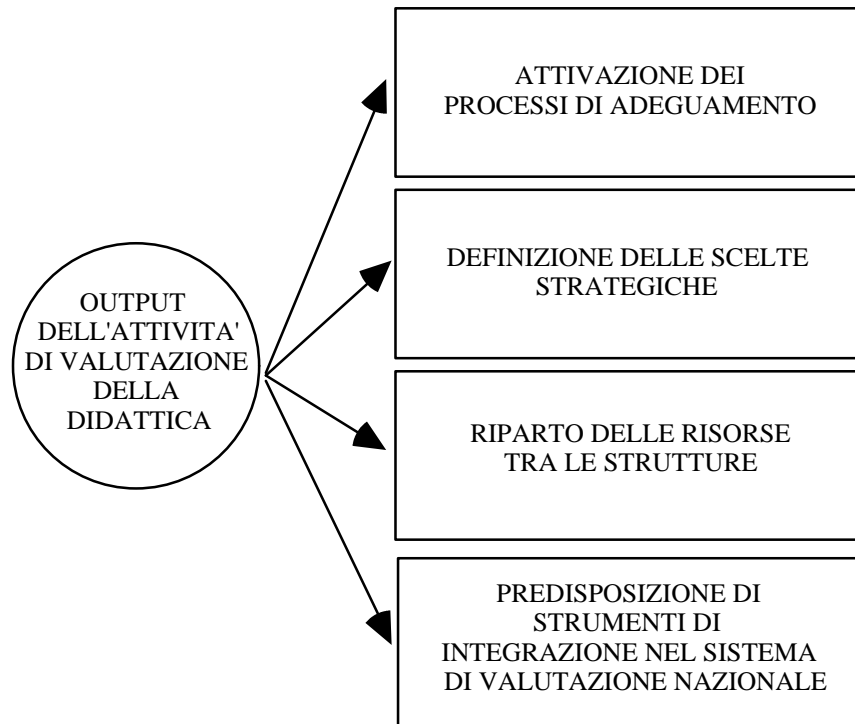 OUTPUT
DELL'ATTIVITA'
DI VALUTAZIONE
DELLA
DIDATTICA
ATTIVAZIONE DEI
PROCESSI DI ADEGUAMENTO
DEFINIZIONE DELLE SCELTE
STRATEGICHE
RIPARTO DELLE RISORSE
TRA LE STRUTTURE
PREDISPOSIZIONE DI
STRUMENTI DI
INTEGRAZIONE NEL SISTEMA
DI VALUTAZIONE NAZIONALE